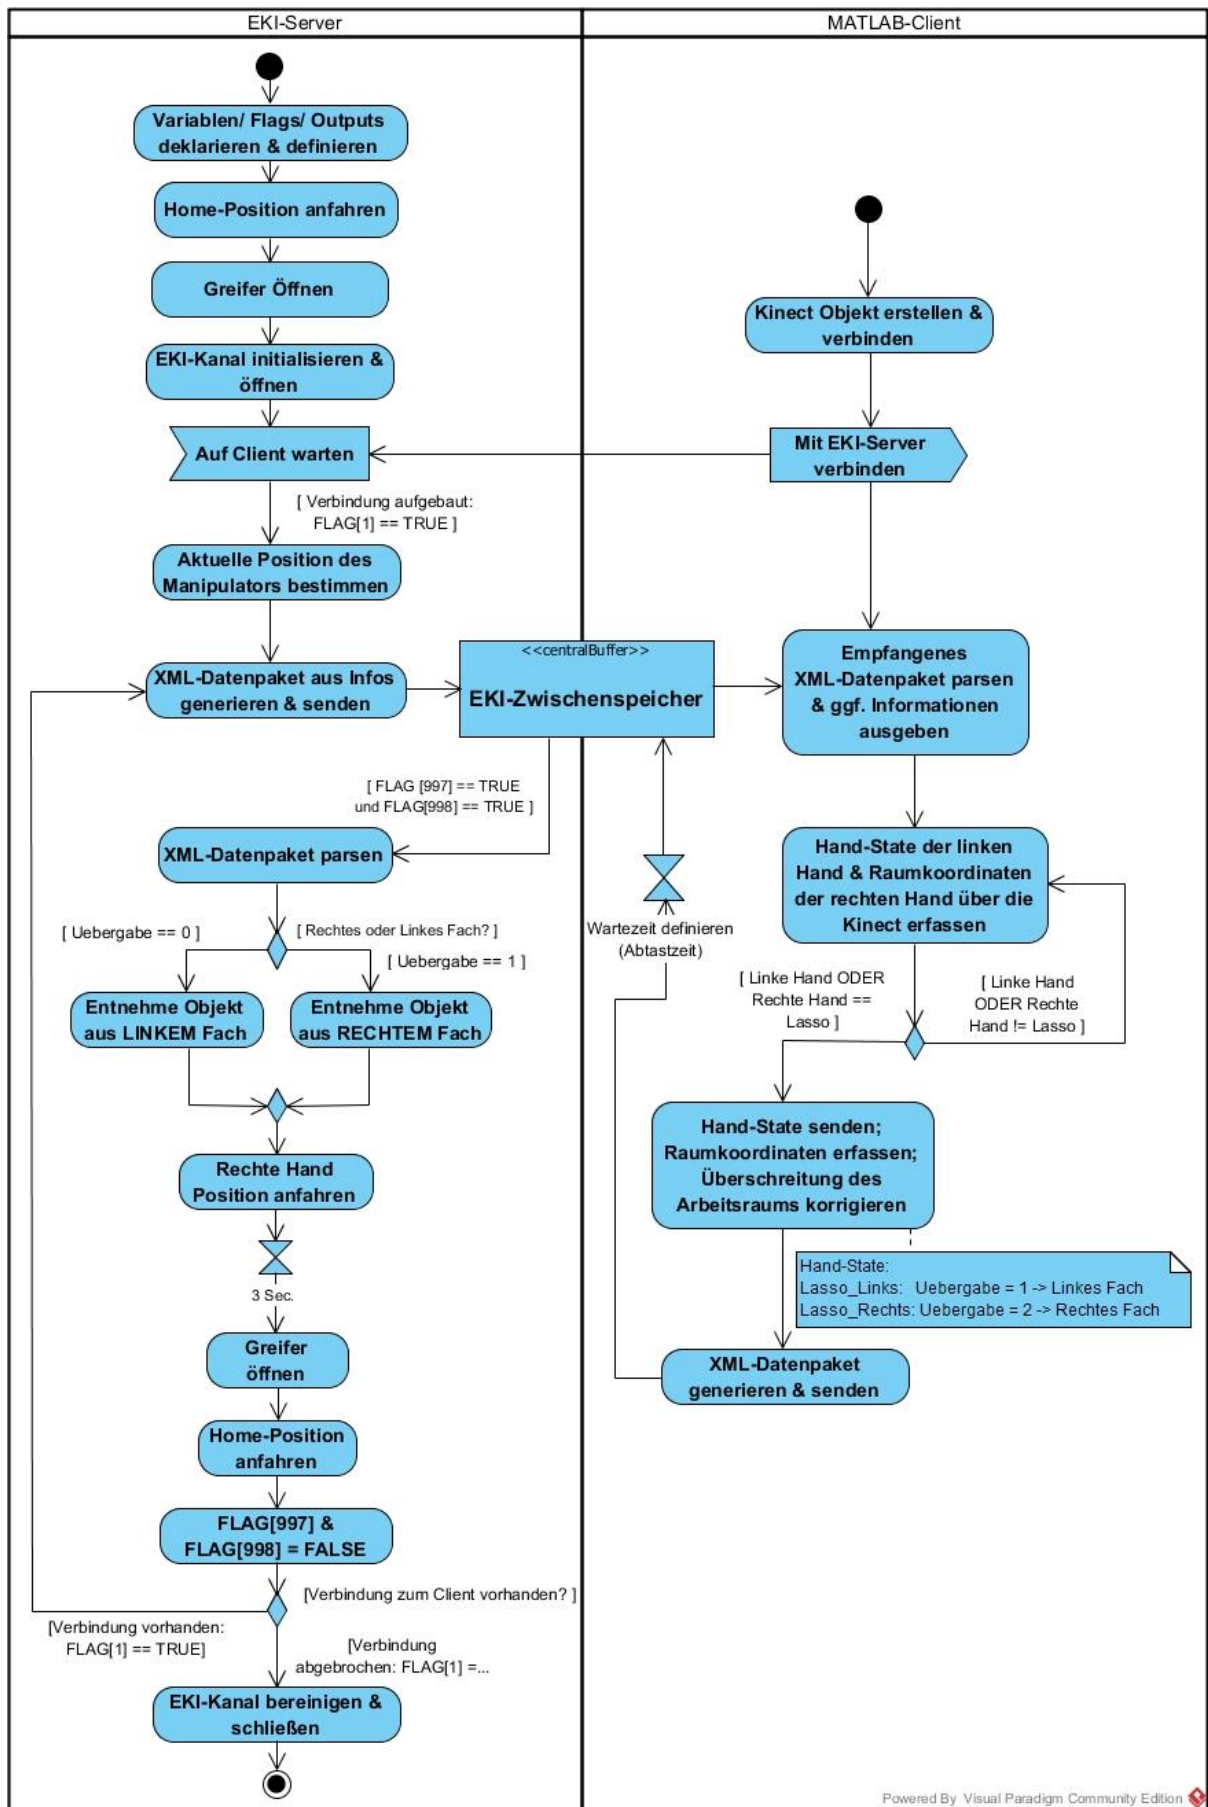 EKI-Server
MATLAB-Client
Variablen/ Flags/ Outputs
deklarieren & definieren
Home-Position anfahren
Greifer Öffnen
EKI-Kanal initialisieren &
öffnen
Auf Client warten
[ Verbindung aufgebaut:
FLAG[1] == TRUE ]
Aktuelle Position des
Manipulators bestimmen
XML-Datenpaket aus Infos
generieren & senden
<<centralBuffer>>
EKI-Zwischenspeicher
[ FLAG [997] == TRUE
und FLAG[998] == TRUE ]
XML-Datenpaket parsen
[ Uebergabe == 0 ]
[ Rechtes oder Linkes Fach? ]
[ Uebergabe == 1 ]
Entnehme Objekt
aus LINKEM Fach
Entnehme Objekt
aus RECHTEM Fach
Rechte Hand
Position anfahren
3 Sec.
Greifer
öffnen
Home-Position
anfahren
FLAG[997] &
FLAG[998] = FALSE
[Verbindung zum Client vorhanden? ]
[Verbindung vorhanden:
FLAG[1] == TRUE]
[Verbindung
abgebrochen: FLAG[1] =...
EKI-Kanal bereinigen &
schließen
Kinect Objekt erstellen &
verbinden
Mit EKI-Server
verbinden
Empfangenes
XML-Datenpaket parsen
& ggf. Informationen
ausgeben
Hand-State der linken
Hand & Raumkoordinaten
der rechten Hand über die
Kinect erfassen
Wartezeit definieren
(Abtastzeit)
[ Linke Hand ODER
Rechte Hand ==
Lasso ]
[ Linke Hand
ODER Rechte
Hand != Lasso ]
Hand-State senden;
Raumkoordinaten erfassen;
Überschreitung des
Arbeitsraums korrigieren
Hand-State:
Lasso_Links: Uebergabe = 1 -> Linkes Fach
Lasso_Rechts: Uebergabe = 2 -> Rechtes Fach
XML-Datenpaket
generieren & senden
Powered By Visual Paradigm Community Edition